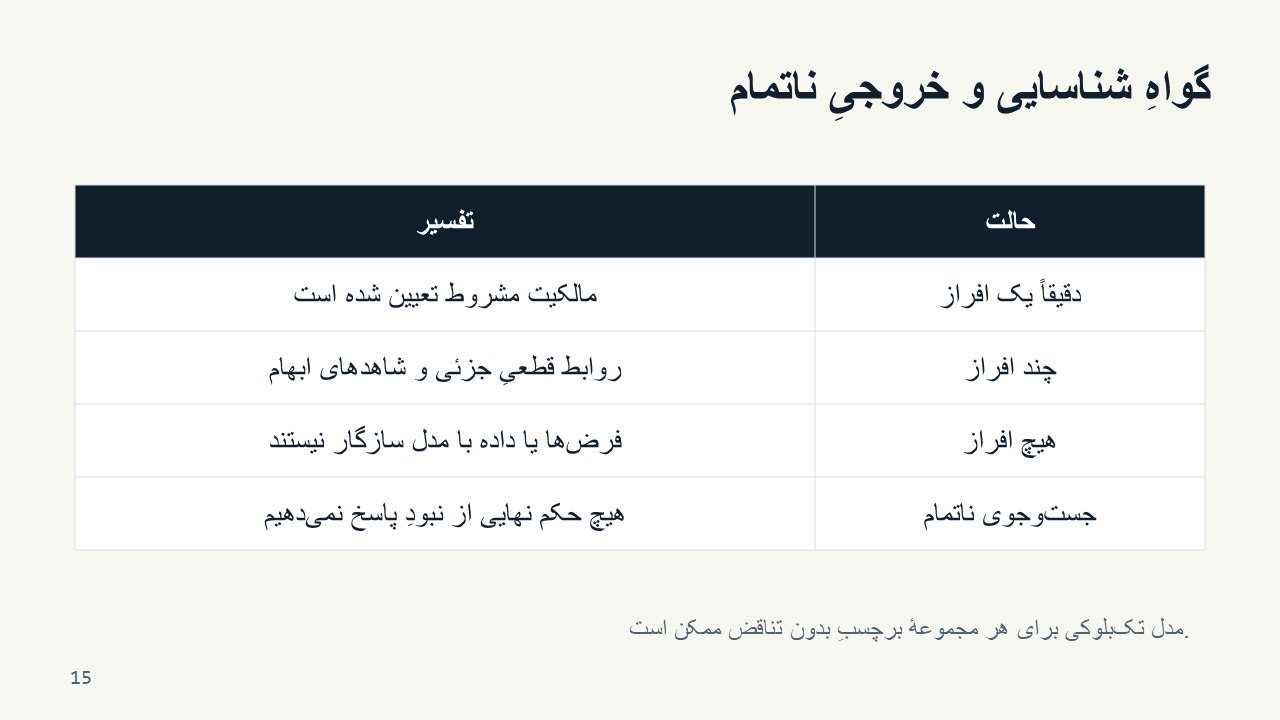 گواهِ شناسایی و خروجیِ ناتمام
حالت	تفسیر
دقیقاً یک افراز	مالکیت مشروط تعیین شده است
چند افراز	روابط قطعیِ جزئی و شاهدهای ابهام
هیچ افراز	فرض‌ها یا داده با مدل سازگار نیستند
جست‌وجوی ناتمام	هیچ حکم نهایی از نبودِ پاسخ نمی‌دهیم
مدل تک‌بلوکی برای هر مجموعهٔ برچسبِ بدون تناقض ممکن است.
15